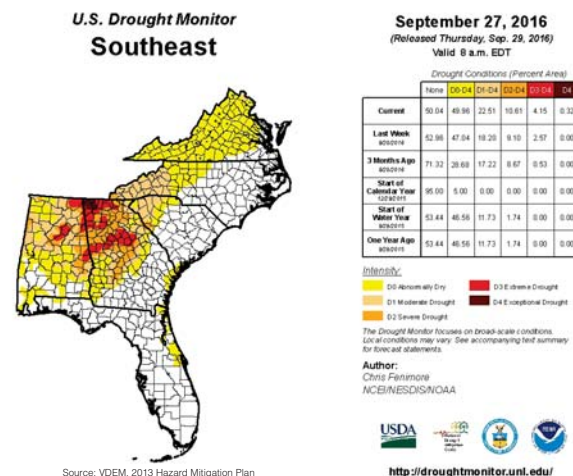 U.S. Drought Monitor
Southeast
September 27, 2016
(Released Thursday, Sep. 29, 2016)
Valid 8 a.m. EDT
Drought Conditions (Percent Area)
None D0-D4 D1-D4 D2-D4 D3-D4 D4
Current 50.04 49.96 22.51 10.61 4.15 0.32
Last Week 52.96 47.04 18.20 9.10 2.57 0.00
3 Months Ago 71.32 28.68 17.22 8.67 0.53 0.00
Start of Calendar Year 95.00 5.00 0.00 0.00 0.00 0.00
Start of Water Year 53.44 46.56 11.73 1.74 0.00 0.00
One Year Ago 53.44 46.56 11.73 1.74 0.00 0.00
Intensity:
D0 Abnormally Dry D3 Extreme Drought
D1 Moderate Drought D4 Exceptional Drought
D2 Severe Drought
The Drought Monitor focuses on broad-scale conditions.
Local conditions may vary. See accompanying text summary
for forecast statements.
Author:
Chris Fenimore
NCEI/NESDIS/NOAA
USDA
http://droughtmonitor.unl.edu/
Source: VDEM, 2013 Hazard Mitigation Plan